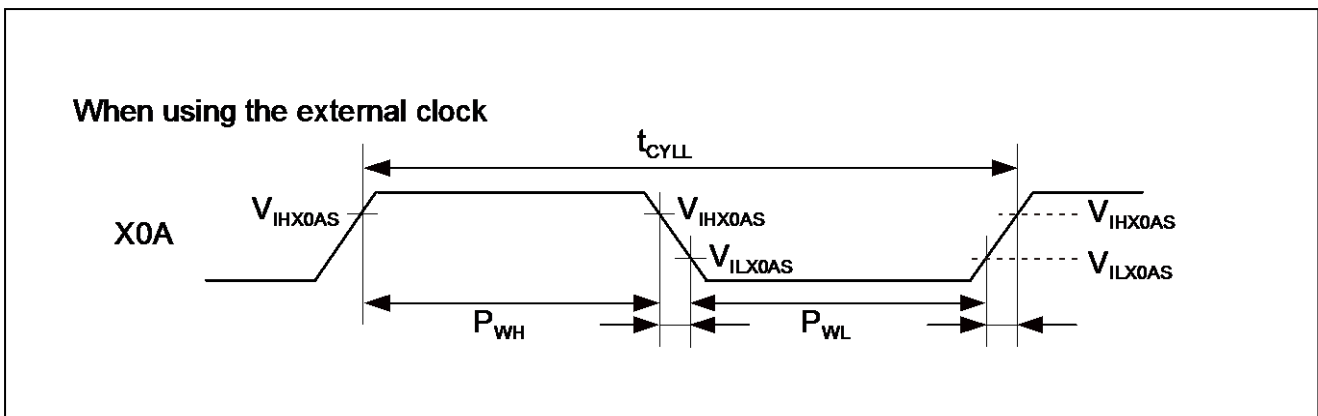 When using the external clock
tCYLL
VIHX0AS
VIHX0AS
VIHX0AS
X0A
VILX0AS
VILX0AS
PWH
PWL